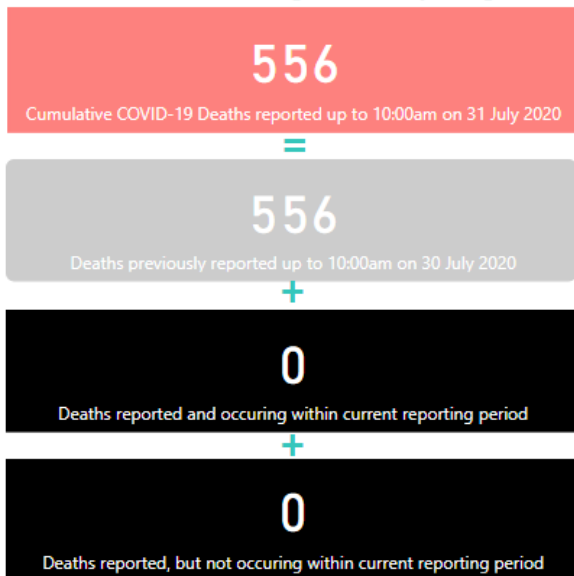 556
Cumulative COVID-19 Deaths reported up to 10:00am on 31 July 2020
=
556
Deaths previously reported up to 10:00am on 30 July 2020
+
0
Deaths reported and occuring within current reporting period
+
0
Deaths reported, but not occuring within current reporting period